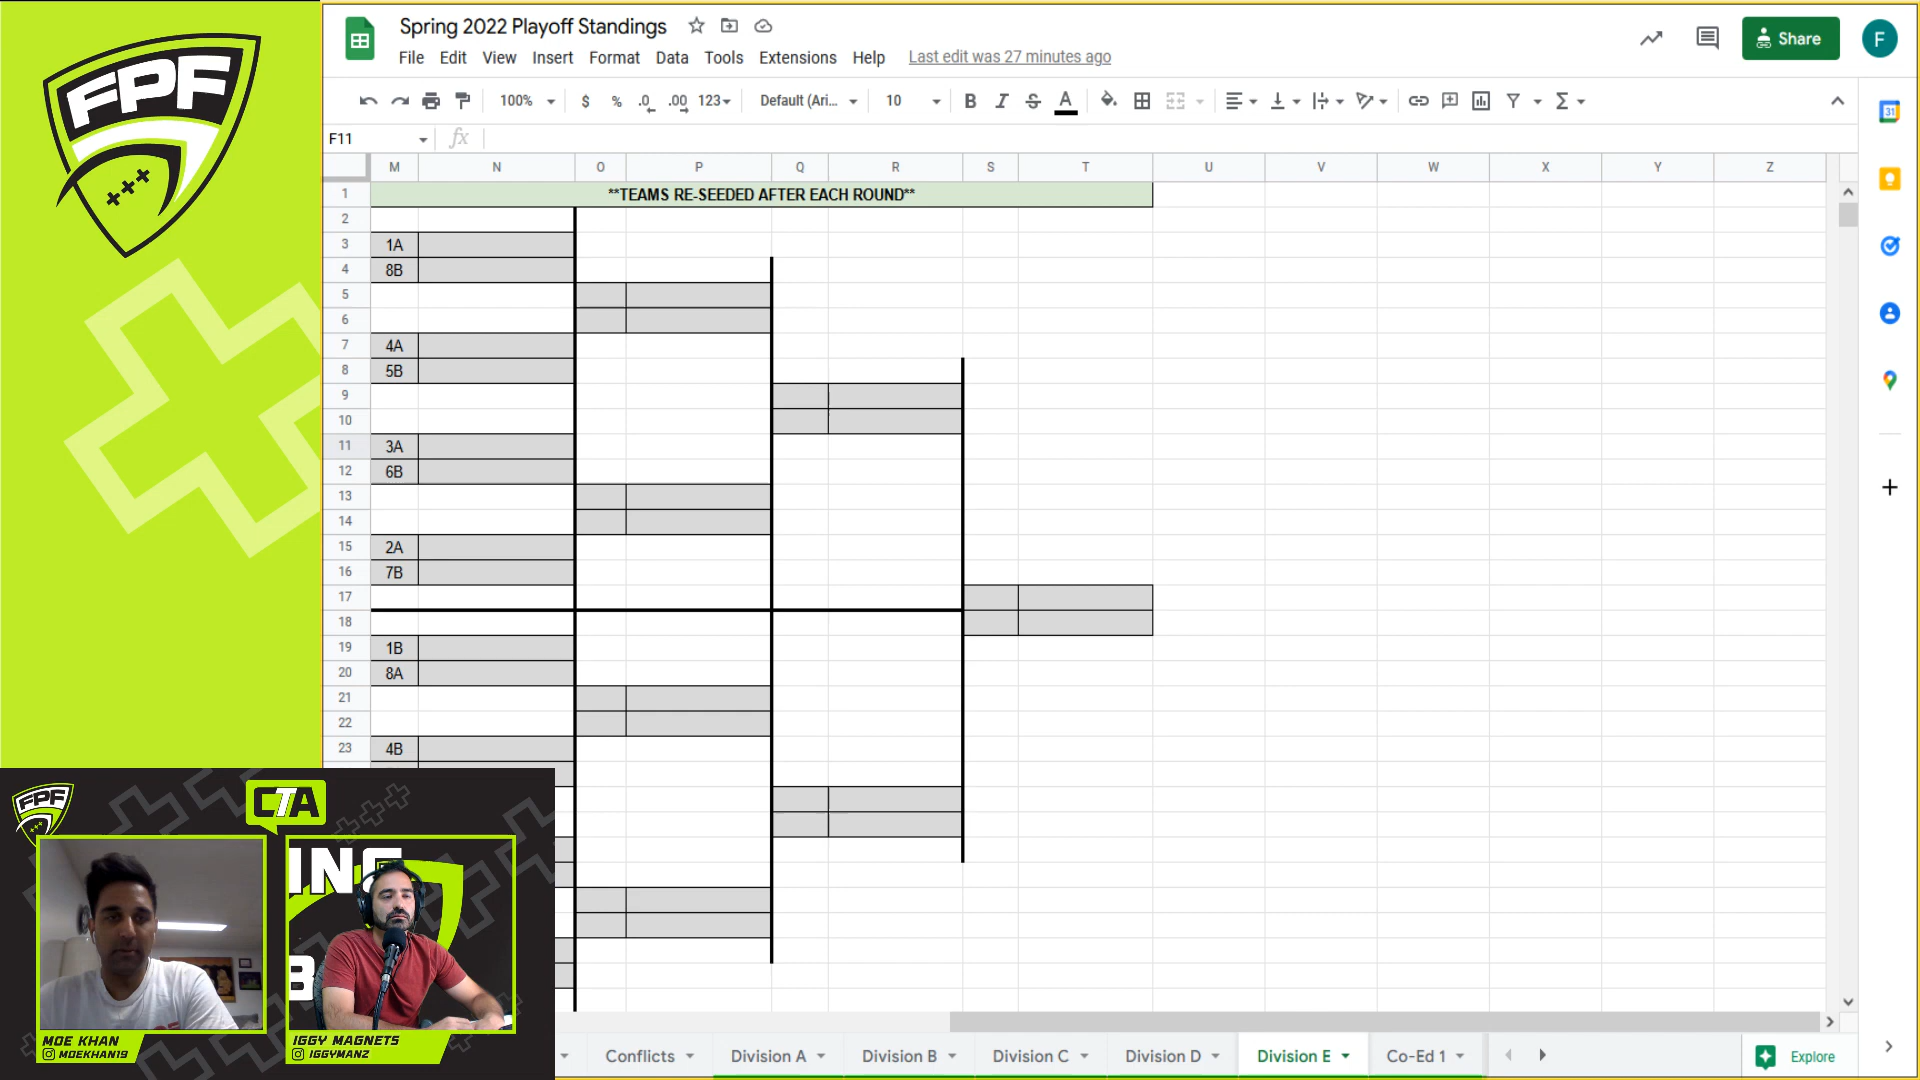 FPF
Spring 2022 Playoff Standings
File Edit View Insert Format Data Tools Extensions Help Last edit was 27 minutes ago
Share
F
100% $ % .0 .00 123 Default (Ari... 10 B I S A
F11 fx
M N O P Q R S T U V W X Y Z
1 **TEAMS RE-SEEDED AFTER EACH ROUND**
2
3 1A
4 8B
5
6
7 4A
8 5B
9
10
11 3A
12 6B
13
14
15 2A
16 7B
17
18
19 1B
20 8A
21
22
23 4B
FPF
CTA
ING
B
MOE KHAN
MOEKHAN19
IGGY MAGNETS
IGGYMANZ
Conflicts Division A Division B Division C Division D Division E Co-Ed 1 Explore
31